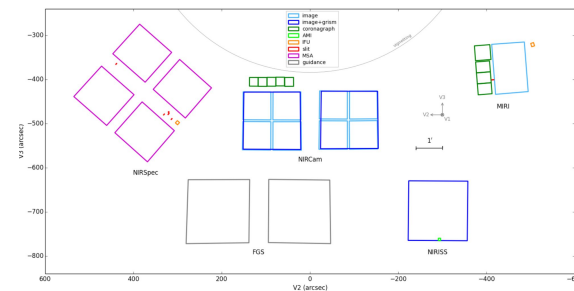 image
image+grism
coronagraph
AMI
IFU
slit
MSA
guidance
−300
−400
−500
−600
−700
−800
V3 (arcsec)
NIRSpec
NIRCam
MIRI
V3
V2
V1
1'
FGS
NIRISS
600
400
200
0
−200
−400
−600
V2 (arcsec)